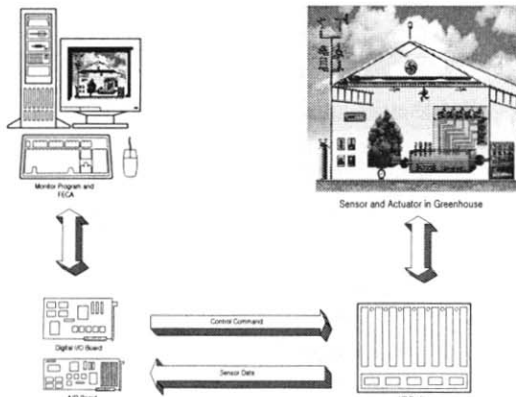 Monitor Program and
FECA
Sensor and Actuator in Greenhouse
Control Command
Digital I/O Board
Sensor Data